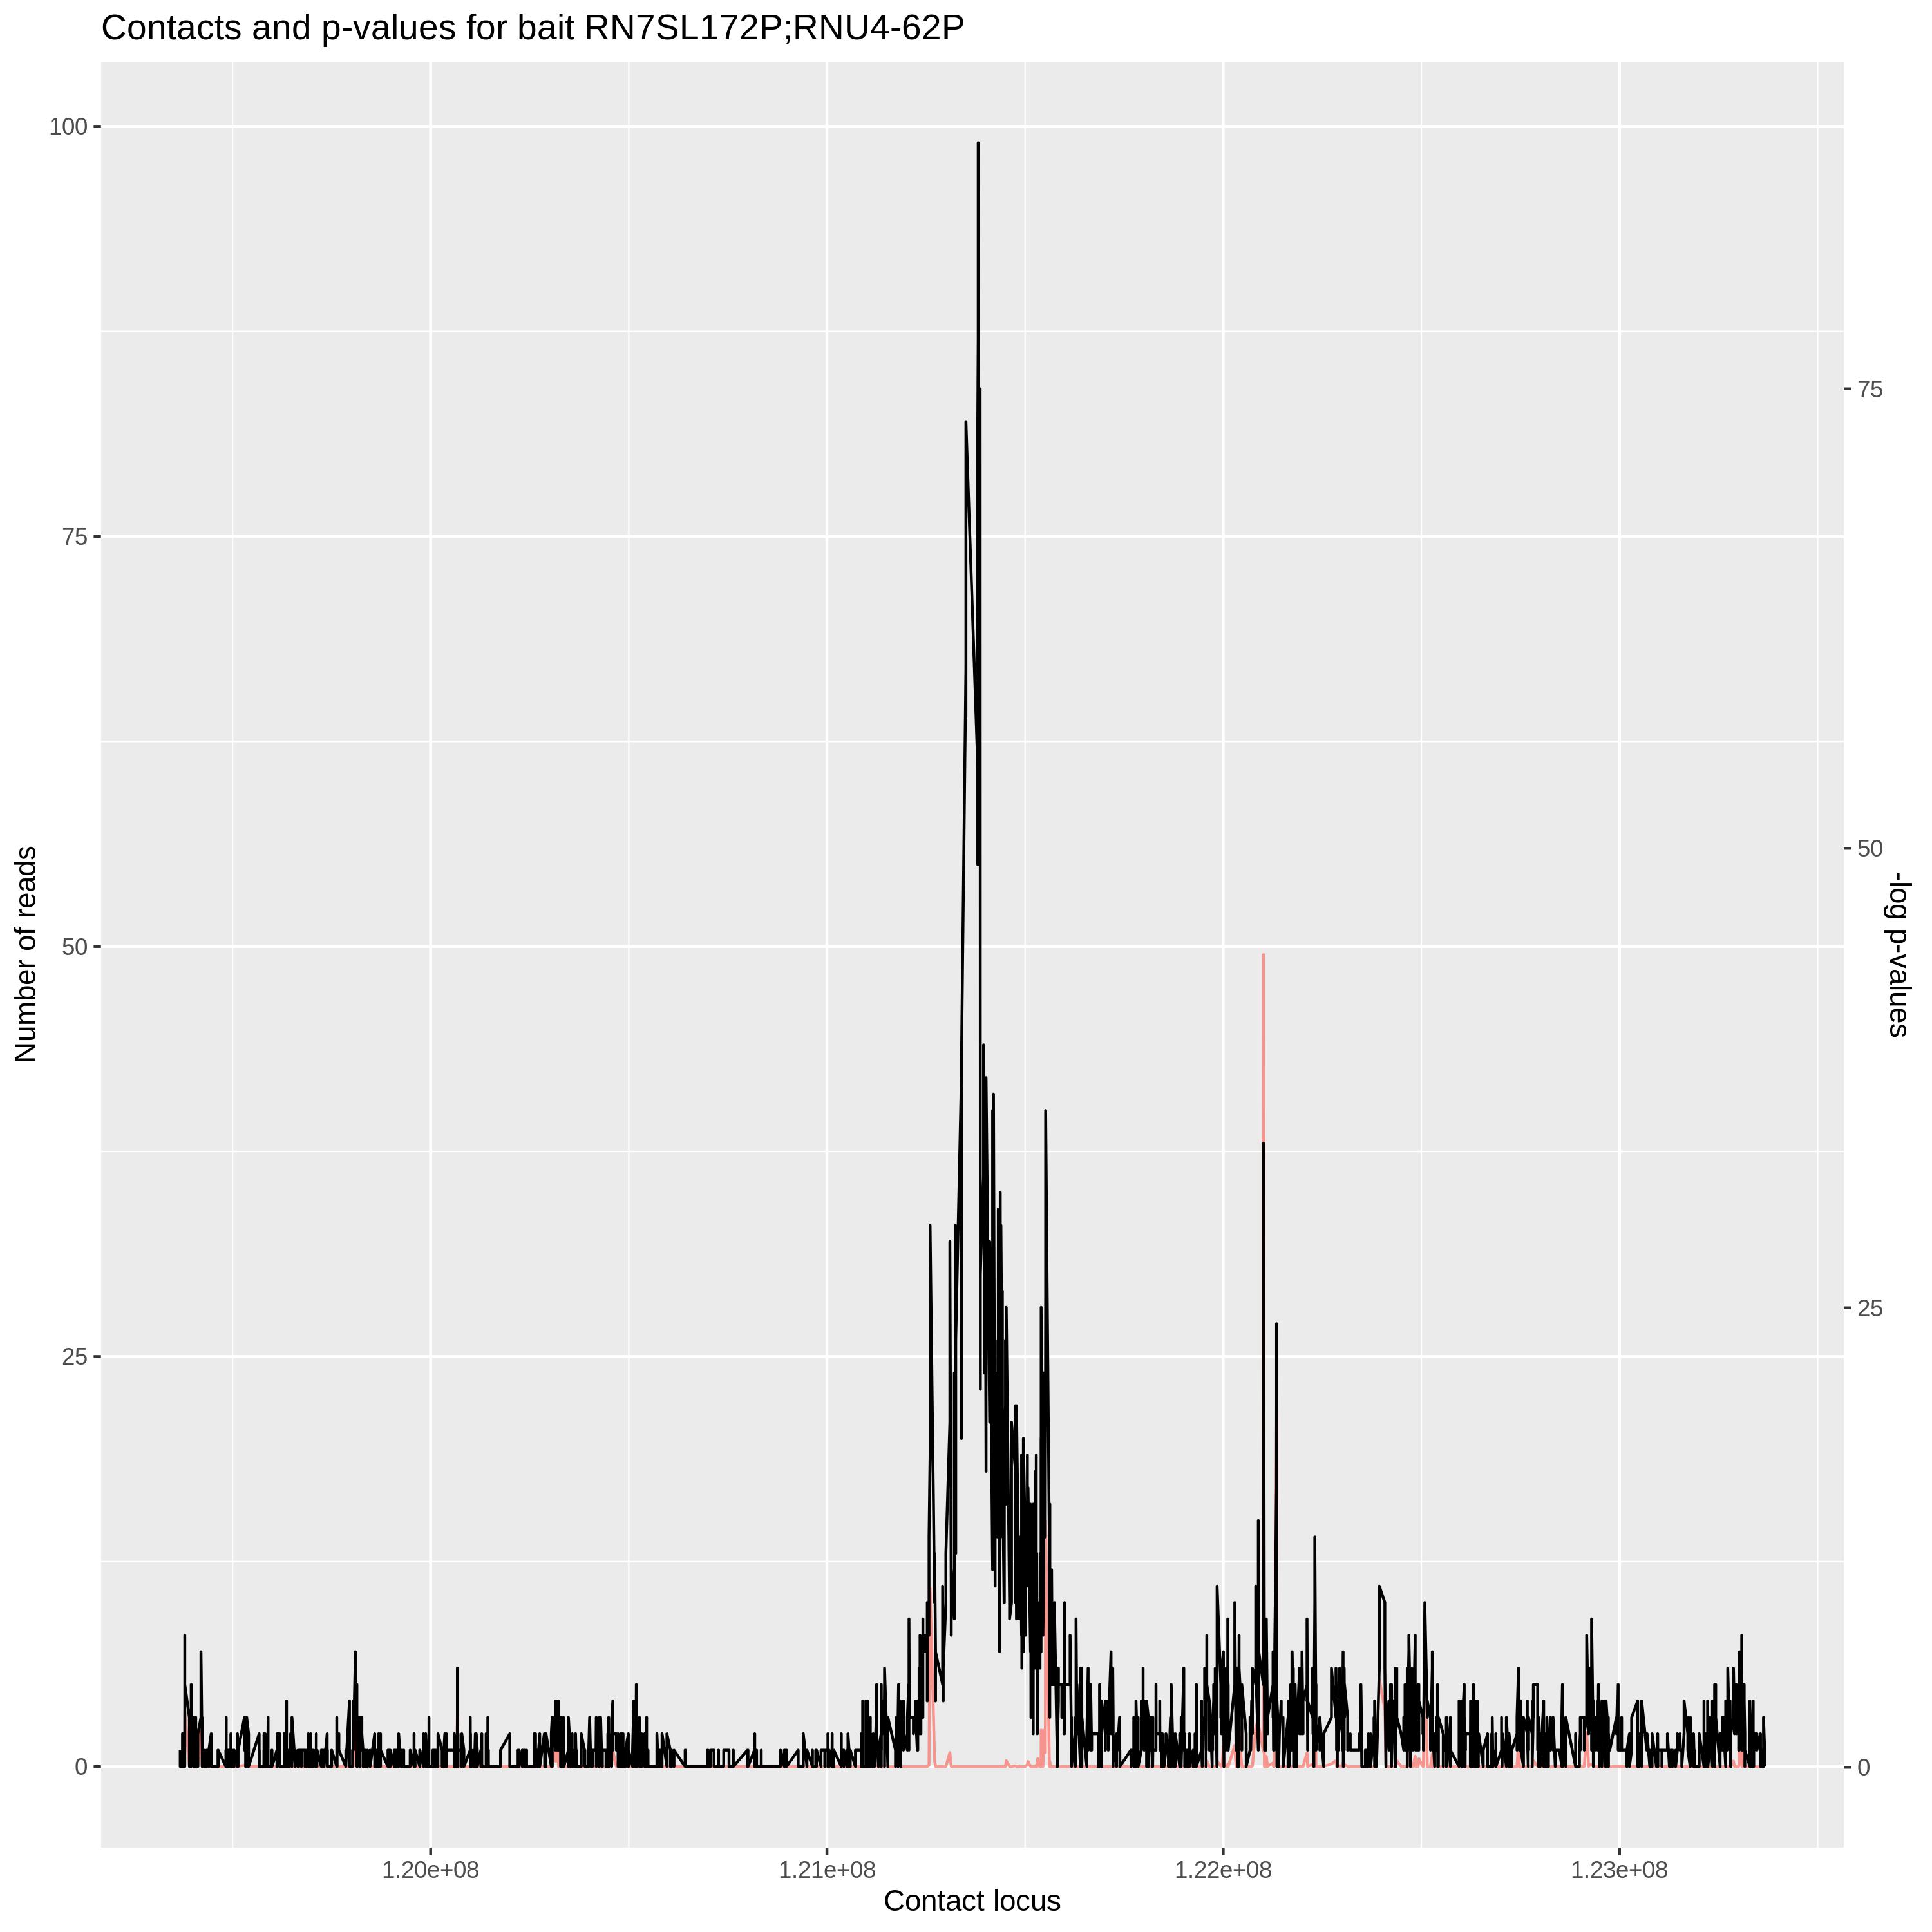 Contacts and p-values for bait RN7SL172P;RNU4-62P
100
75
50
25
0
Number of reads
75
50
25
0
-log p-values
1.20e+08
1.21e+08
1.22e+08
1.23e+08
Contact locus